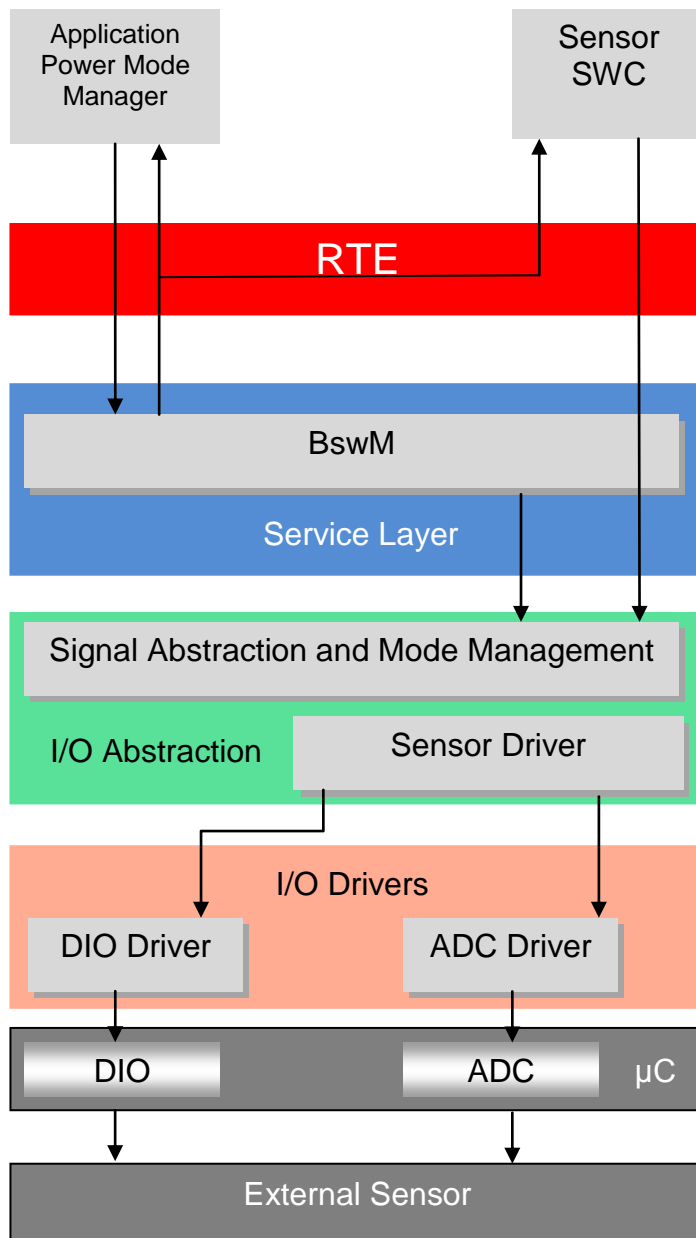 Application
Power Mode
Manager
Sensor
SWC
RTE
BswM
Service Layer
Signal Abstraction and Mode Management
I/O Abstraction
Sensor Driver
I/O Drivers
DIO Driver
ADC Driver
DIO
ADC
µC
External Sensor